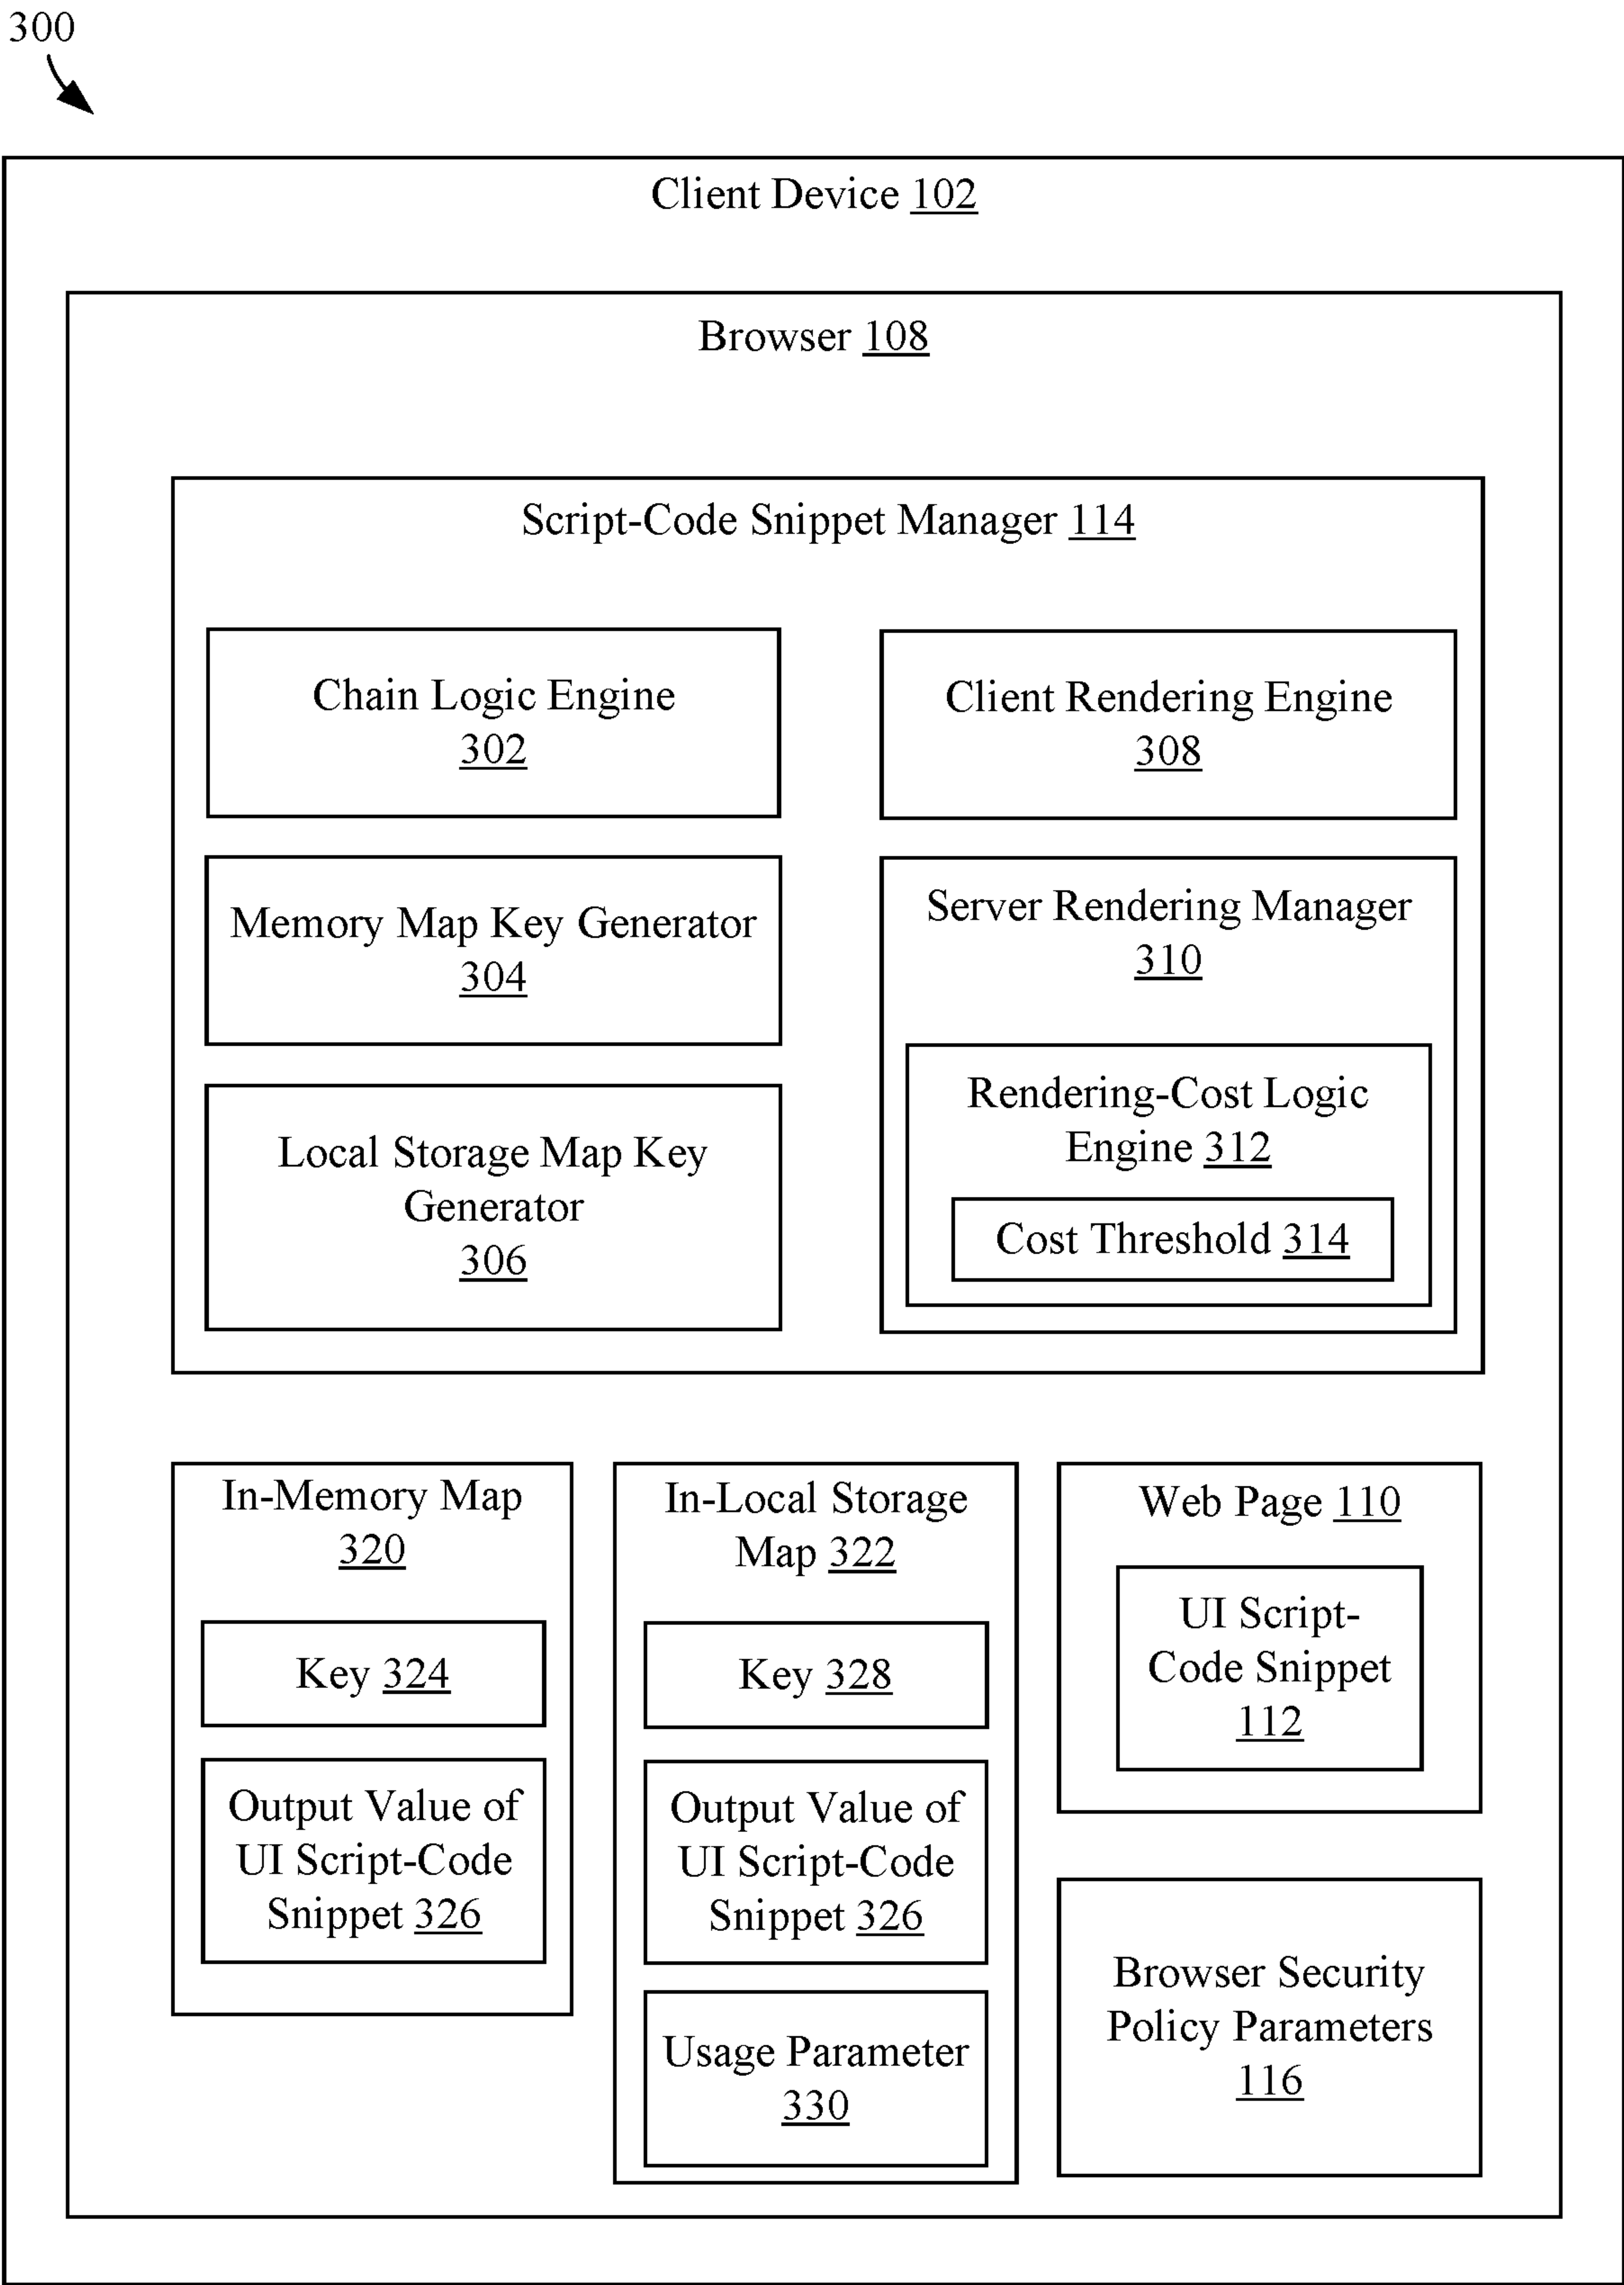 300
Client Device 102
Browser 108
Script-Code Snippet Manager 114
Chain Logic Engine
302
Memory Map Key Generator
304
Local Storage Map Key
Generator
306
Client Rendering Engine
308
Server Rendering Manager
310
Rendering-Cost Logic
Engine 312
Cost Threshold 314
In-Memory Map
320
Key 324
Output Value of
UI Script-Code
Snippet 326
In-Local Storage
Map 322
Key 328
Output Value of
UI Script-Code
Snippet 326
Usage Parameter
330
Web Page 110
UI Script-
Code Snippet
112
Browser Security
Policy Parameters
116